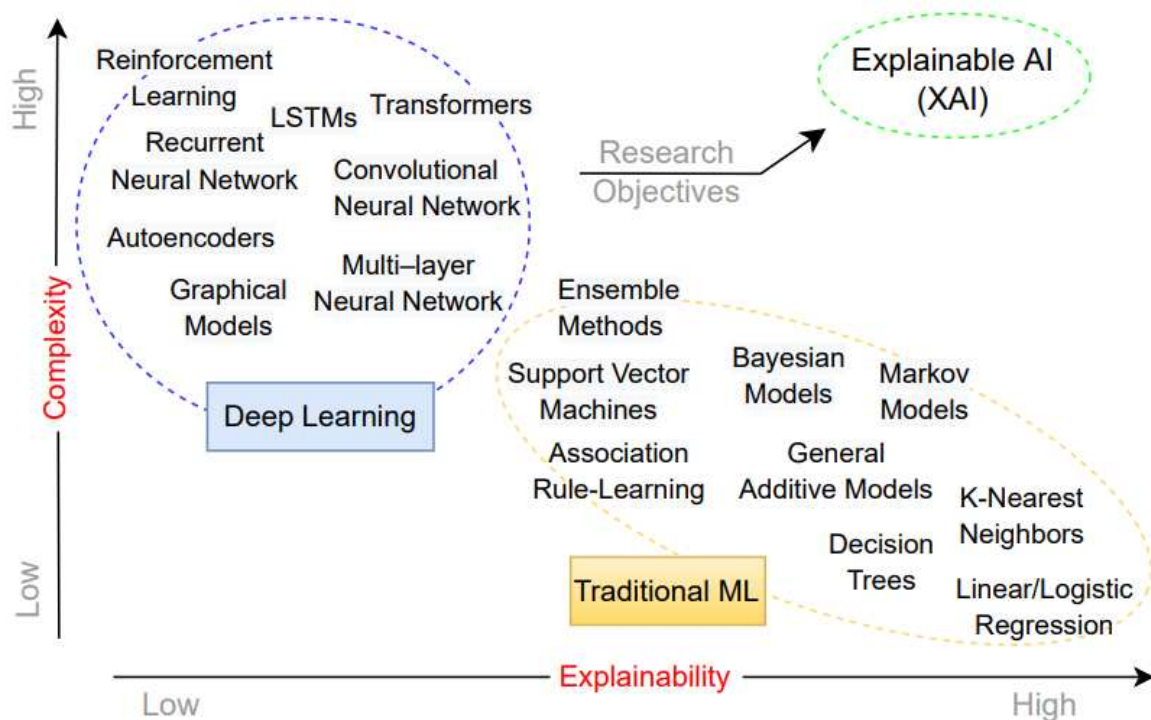 High
Complexity
Low
Reinforcement
Learning
LSTMs
Transformers
Recurrent
Neural Network
Convolutional
Neural Network
Autoencoders
Graphical
Models
Multi–layer
Neural Network
Deep Learning
Research
Objectives
Explainable AI
(XAI)
Ensemble
Methods
Support Vector
Machines
Bayesian
Models
Markov
Models
Association
Rule-Learning
General
Additive Models
K-Nearest
Neighbors
Decision
Trees
Linear/Logistic
Regression
Traditional ML
Low
Explainability
High